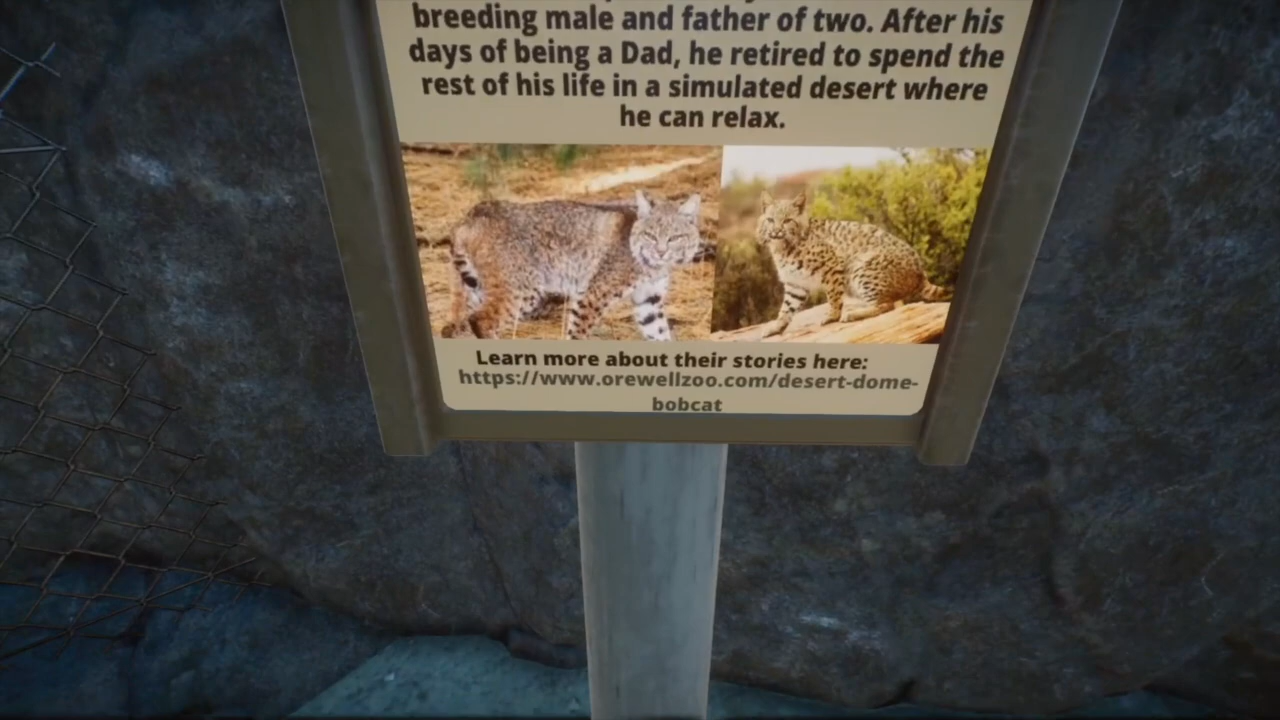 breeding male and father of two. After his
days of being a Dad, he retired to spend the
rest of his life in a simulated desert where
he can relax.
Learn more about their stories here:
https://www.orewellzoo.com/desert-dome-
bobcat